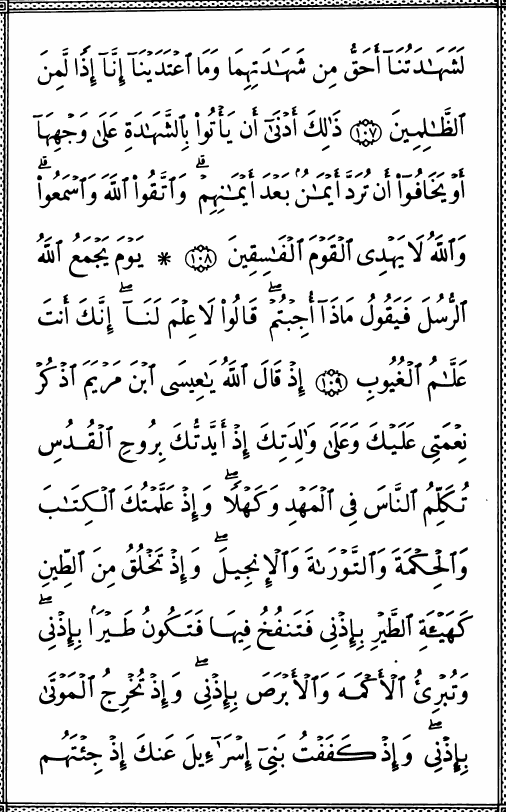 لَشَهَـٰدَتُنَآ أَحَقُّ مِن شَهَـٰدَتِهِمَا وَمَا ٱعْتَدَيْنَآ إِنَّآ إِذًا لَّمِنَ
ٱلظَّـٰلِمِينَ ١٠٧ ذَٰلِكَ أَدْنَىٰٓ أَن يَأْتُوا۟ بِٱلشَّهَـٰدَةِ عَلَىٰ وَجْهِهَآ
أَوْ يَخَافُوٓا۟ أَن تُرَدَّ أَيْمَـٰنٌۢ بَعْدَ أَيْمَـٰنِهِمْ ۗ وَٱتَّقُوا۟ ٱللَّهَ وَٱسْمَعُوا۟ ۗ
وَٱللَّهُ لَا يَهْدِى ٱلْقَوْمَ ٱلْفَـٰسِقِينَ ١٠٨ * يَوْمَ يَجْمَعُ ٱللَّهُ
ٱلرُّسُلَ فَيَقُولُ مَاذَآ أُجِبْتُمْ ۖ قَالُوا۟ لَا عِلْمَ لَنَآ ۖ إِنَّكَ أَنتَ
عَلَّـٰمُ ٱلْغُيُوبِ ١٠٩ إِذْ قَالَ ٱللَّهُ يَـٰعِيسَى ٱبْنَ مَرْيَمَ ٱذْكُرْ
نِعْمَتِى عَلَيْكَ وَعَلَىٰ وَٰلِدَتِكَ إِذْ أَيَّدتُّكَ بِرُوحِ ٱلْقُدُسِ
تُكَلِّمُ ٱلنَّاسَ فِى ٱلْمَهْدِ وَكَهْلًا ۖ وَإِذْ عَلَّمْتُكَ ٱلْكِتَـٰبَ
وَٱلْحِكْمَةَ وَٱلتَّوْرَىٰةَ وَٱلْإِنجِيلَ ۖ وَإِذْ تَخْلُقُ مِنَ ٱلطِّينِ
كَهَيْـَٔةِ ٱلطَّيْرِ بِإِذْنِى فَتَنفُخُ فِيهَا فَتَكُونُ طَيْرًۢا بِإِذْنِى ۖ
وَتُبْرِئُ ٱلْأَكْمَهَ وَٱلْأَبْرَصَ بِإِذْنِى ۖ وَإِذْ تُخْرِجُ ٱلْمَوْتَىٰ
بِإِذْنِى ۖ وَإِذْ كَفَفْتُ بَنِىٓ إِسْرَٰٓءِيلَ عَنكَ إِذْ جِئْتَهُم